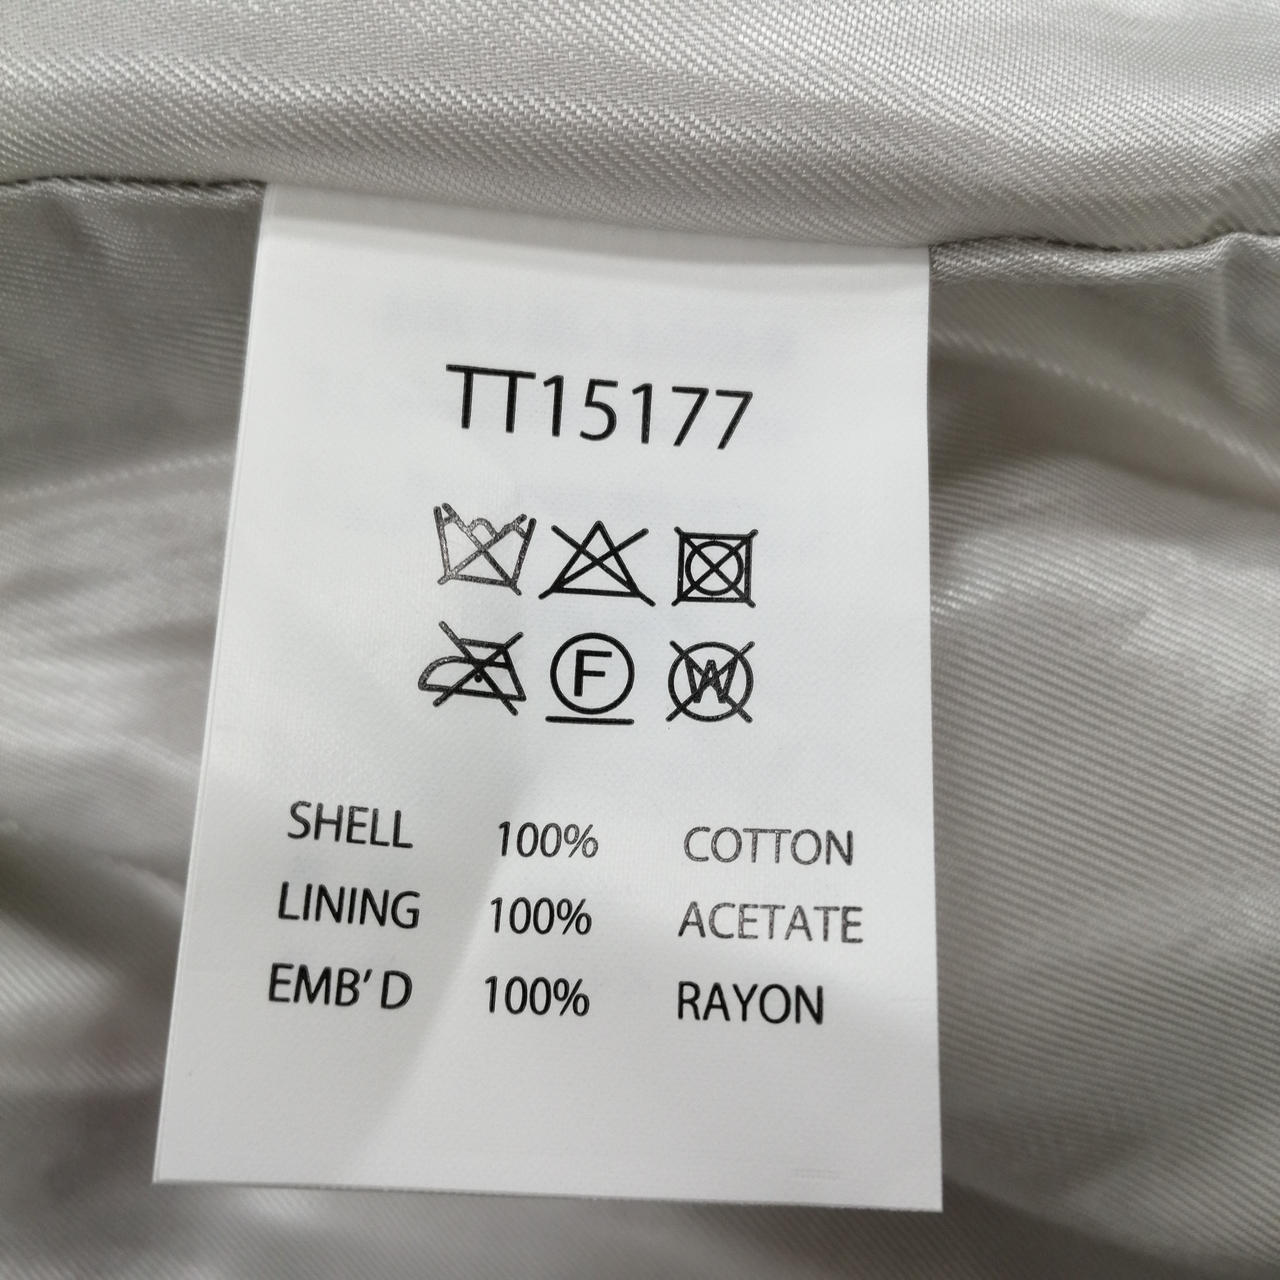 TT15177
F W
SHELL 100% COTTON
LINING 100% ACETATE
EMB'D 100% RAYON